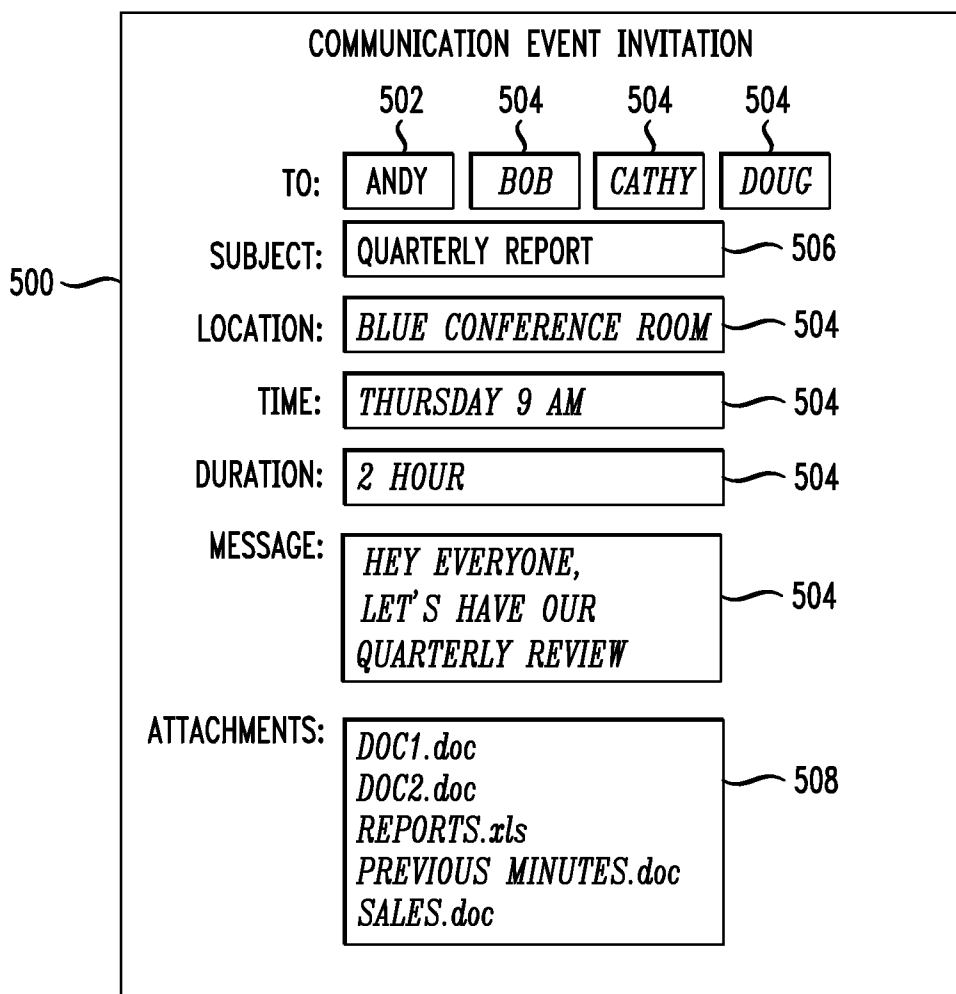 COMMUNICATION EVENT INVITATION
502 504 504 504
TO: ANDY BOB CATHY DOUG
SUBJECT: QUARTERLY REPORT 506
500
LOCATION: BLUE CONFERENCE ROOM 504
TIME: THURSDAY 9 AM 504
DURATION: 2 HOUR 504
MESSAGE: HEY EVERYONE,
LET'S HAVE OUR 504
QUARTERLY REVIEW
ATTACHMENTS: DOC1.doc
DOC2.doc 508
REPORTS.xls
PREVIOUS MINUTES.doc
SALES.doc